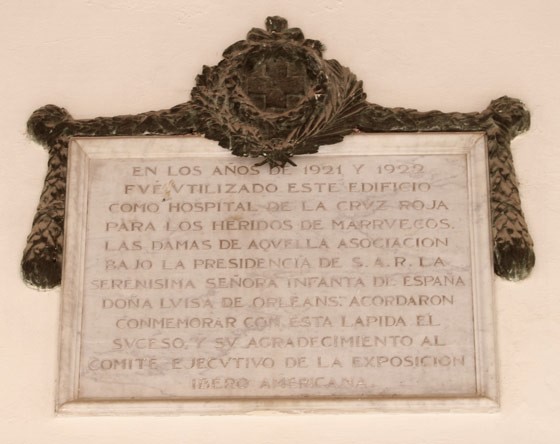 EN LOS AÑOS DE 1921 Y 1922
FVE VTILIZADO ESTE EDIFICIO
COMO HOSPITAL DE LA CRVZ ROJA
PARA LOS HERIDOS DE MARRVECOS.
LAS DAMAS DE AQVELLA ASOCIACION
BAJO LA PRESIDENCIA DE S.A.R. LA
SERENISIMA SEÑORA INFANTA DE ESPAÑA
DOÑA LVISA DE ORLÉANS. ACORDARON
CONMEMORAR CON ESTA LAPIDA EL
SVCESO, Y SV AGRADECIMIENTO AL
COMITÉ EJECVTIVO DE LA EXPOSICION
IBERO AMERICANA.